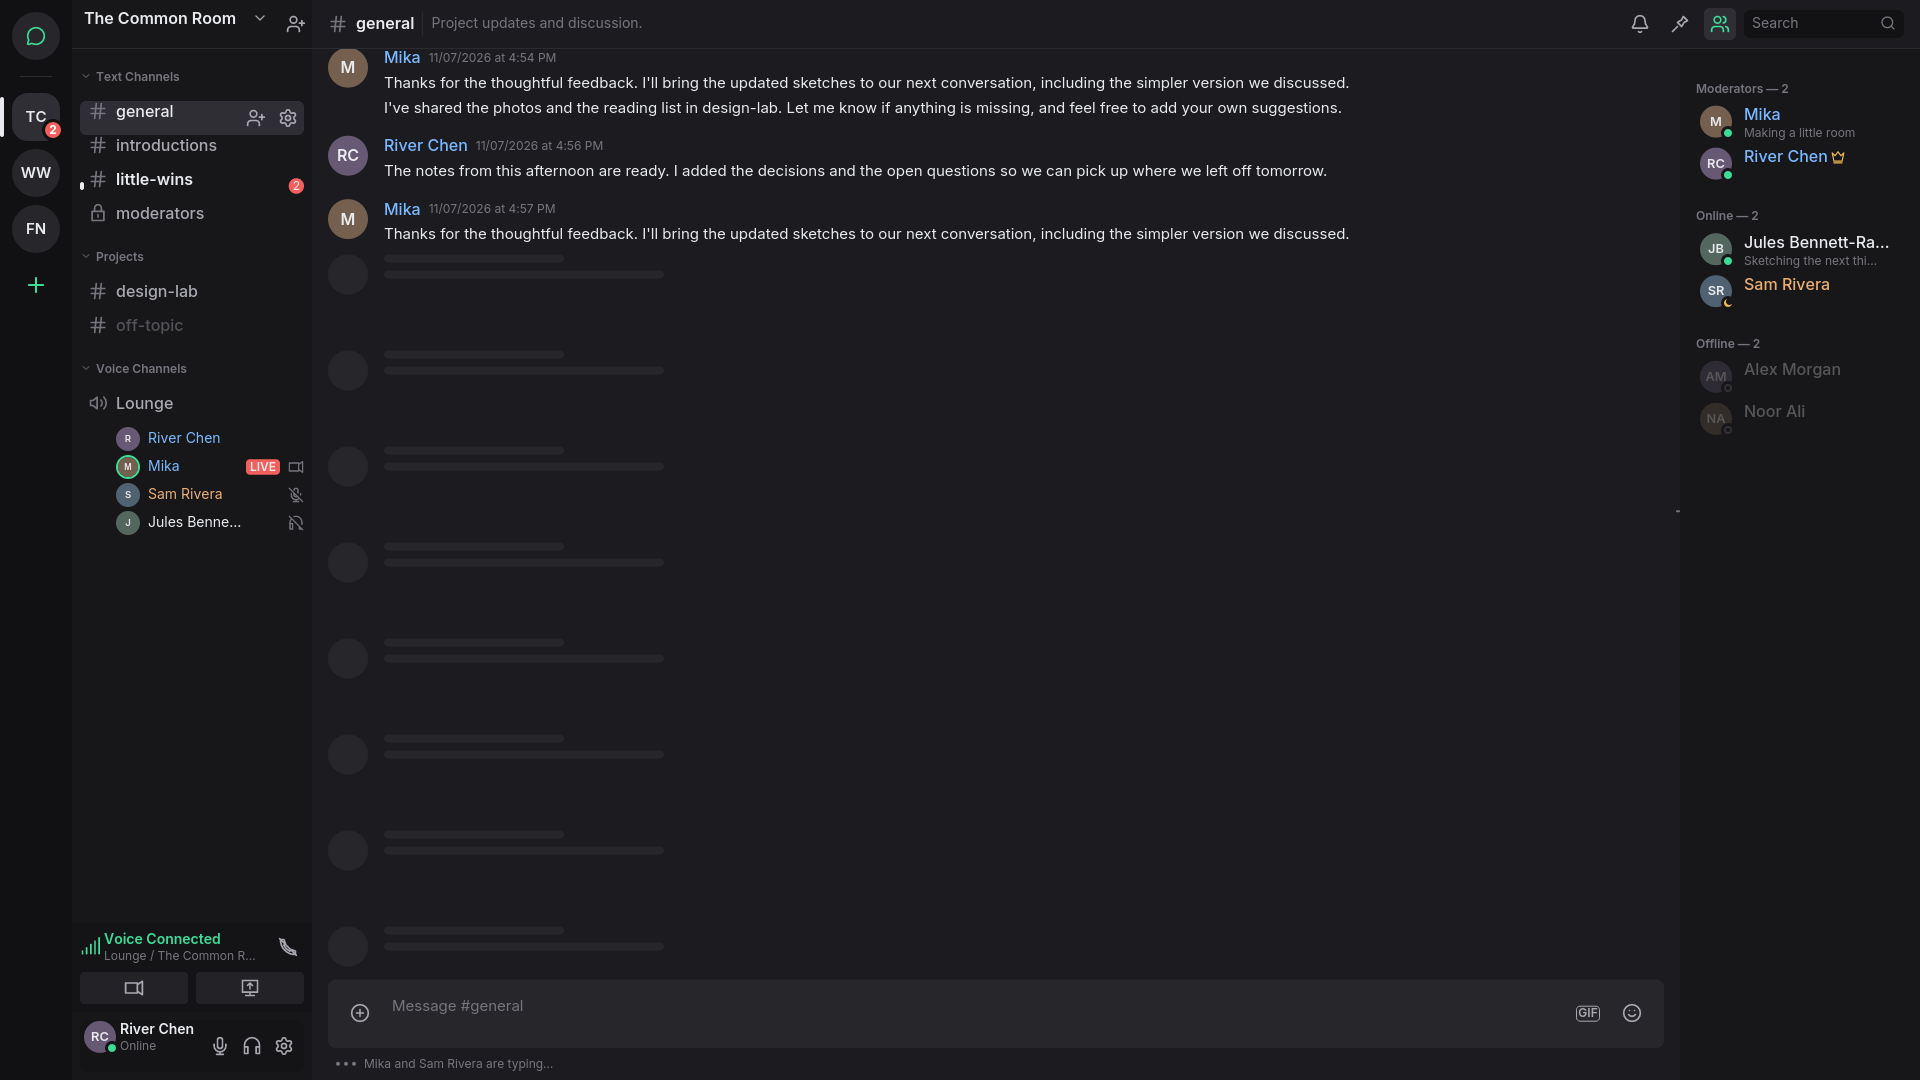 TC
2
WW
FN
The Common Room
Text Channels
general
introductions
little-wins
2
moderators
Projects
design-lab
off-topic
Voice Channels
Lounge
R River Chen
M Mika LIVE
S Sam Rivera
J Jules Benne...
Voice Connected
Lounge / The Common R...
RC River Chen
Online
general Project updates and discussion.
Search
M Mika 11/07/2026 at 4:54 PM
Thanks for the thoughtful feedback. I'll bring the updated sketches to our next conversation, including the simpler version we discussed.
I've shared the photos and the reading list in design-lab. Let me know if anything is missing, and feel free to add your own suggestions.
RC River Chen 11/07/2026 at 4:56 PM
The notes from this afternoon are ready. I added the decisions and the open questions so we can pick up where we left off tomorrow.
M Mika 11/07/2026 at 4:57 PM
Thanks for the thoughtful feedback. I'll bring the updated sketches to our next conversation, including the simpler version we discussed.
Message #general
GIF
Mika and Sam Rivera are typing...
Moderators — 2
M Mika
Making a little room
RC River Chen
Online — 2
JB Jules Bennett-Ra...
Sketching the next thi...
SR Sam Rivera
Offline — 2
AM Alex Morgan
NA Noor Ali